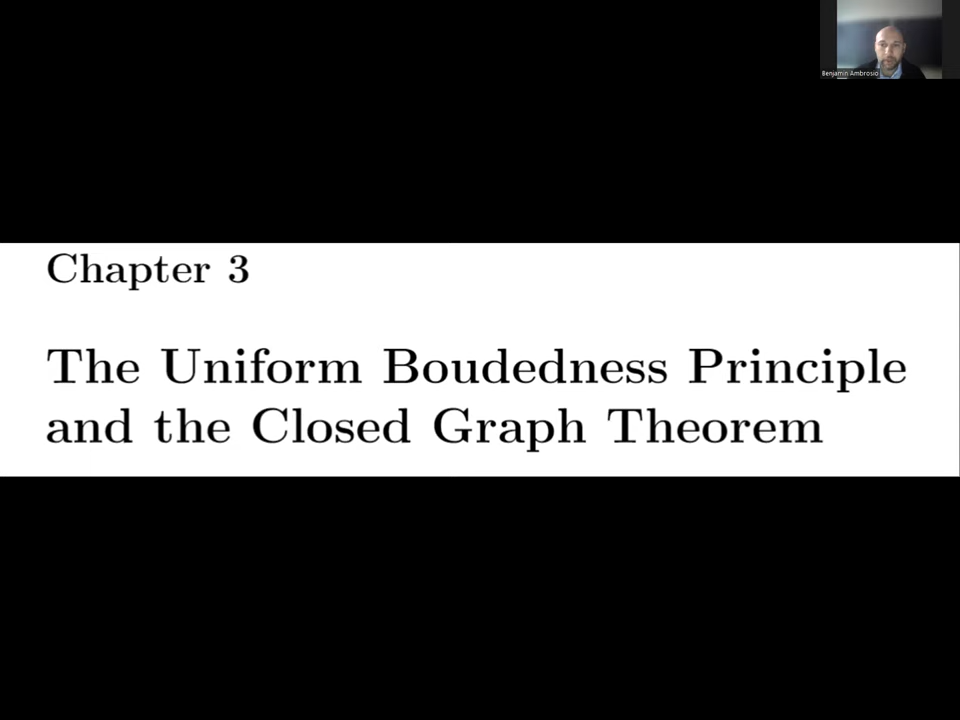 Benjamin Ambrosio
Chapter 3
The Uniform Boudedness Principle
and the Closed Graph Theorem